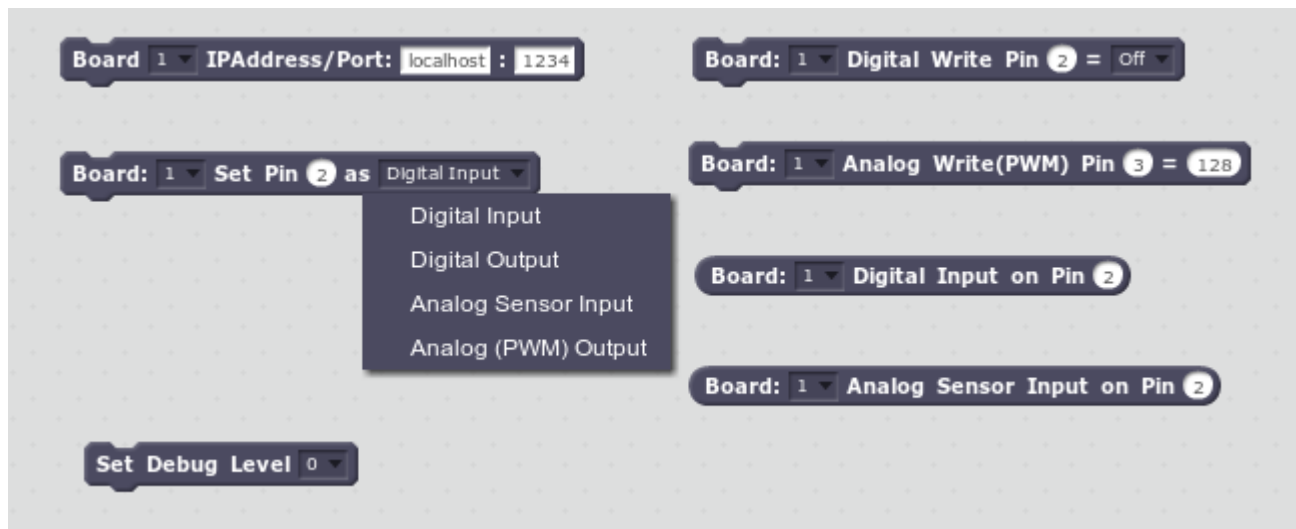 Board 1 IPAddress/Port: localhost : 1234
Board: 1 Set Pin 2 as Digital Input
Digital Input
Digital Output
Analog Sensor Input
Analog (PWM) Output
Set Debug Level 0
Board: 1 Digital Write Pin 2 = Off
Board: 1 Analog Write(PWM) Pin 3 = 128
Board: 1 Digital Input on Pin 2
Board: 1 Analog Sensor Input on Pin 2